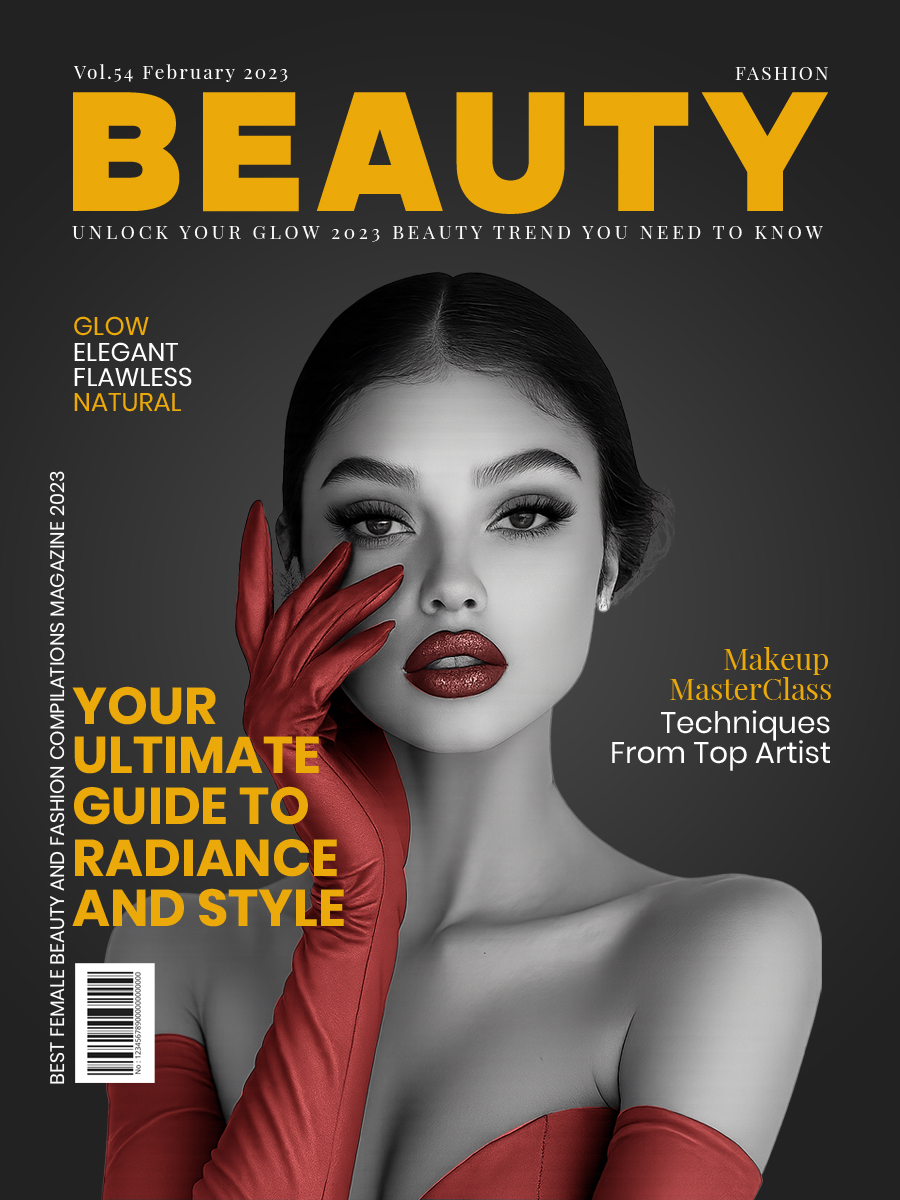 Vol.54 February 2023
FASHION
BEAUTY
UNLOCK YOUR GLOW 2023 BEAUTY TREND YOU NEED TO KNOW
GLOW
ELEGANT
FLAWLESS
NATURAL
BEST FEMALE BEAUTY AND FASHION COMPILATIONS MAGAZINE 2023
Makeup
MasterClass
Techniques
From Top Artist
YOUR
ULTIMATE
GUIDE TO
RADIANCE
AND STYLE